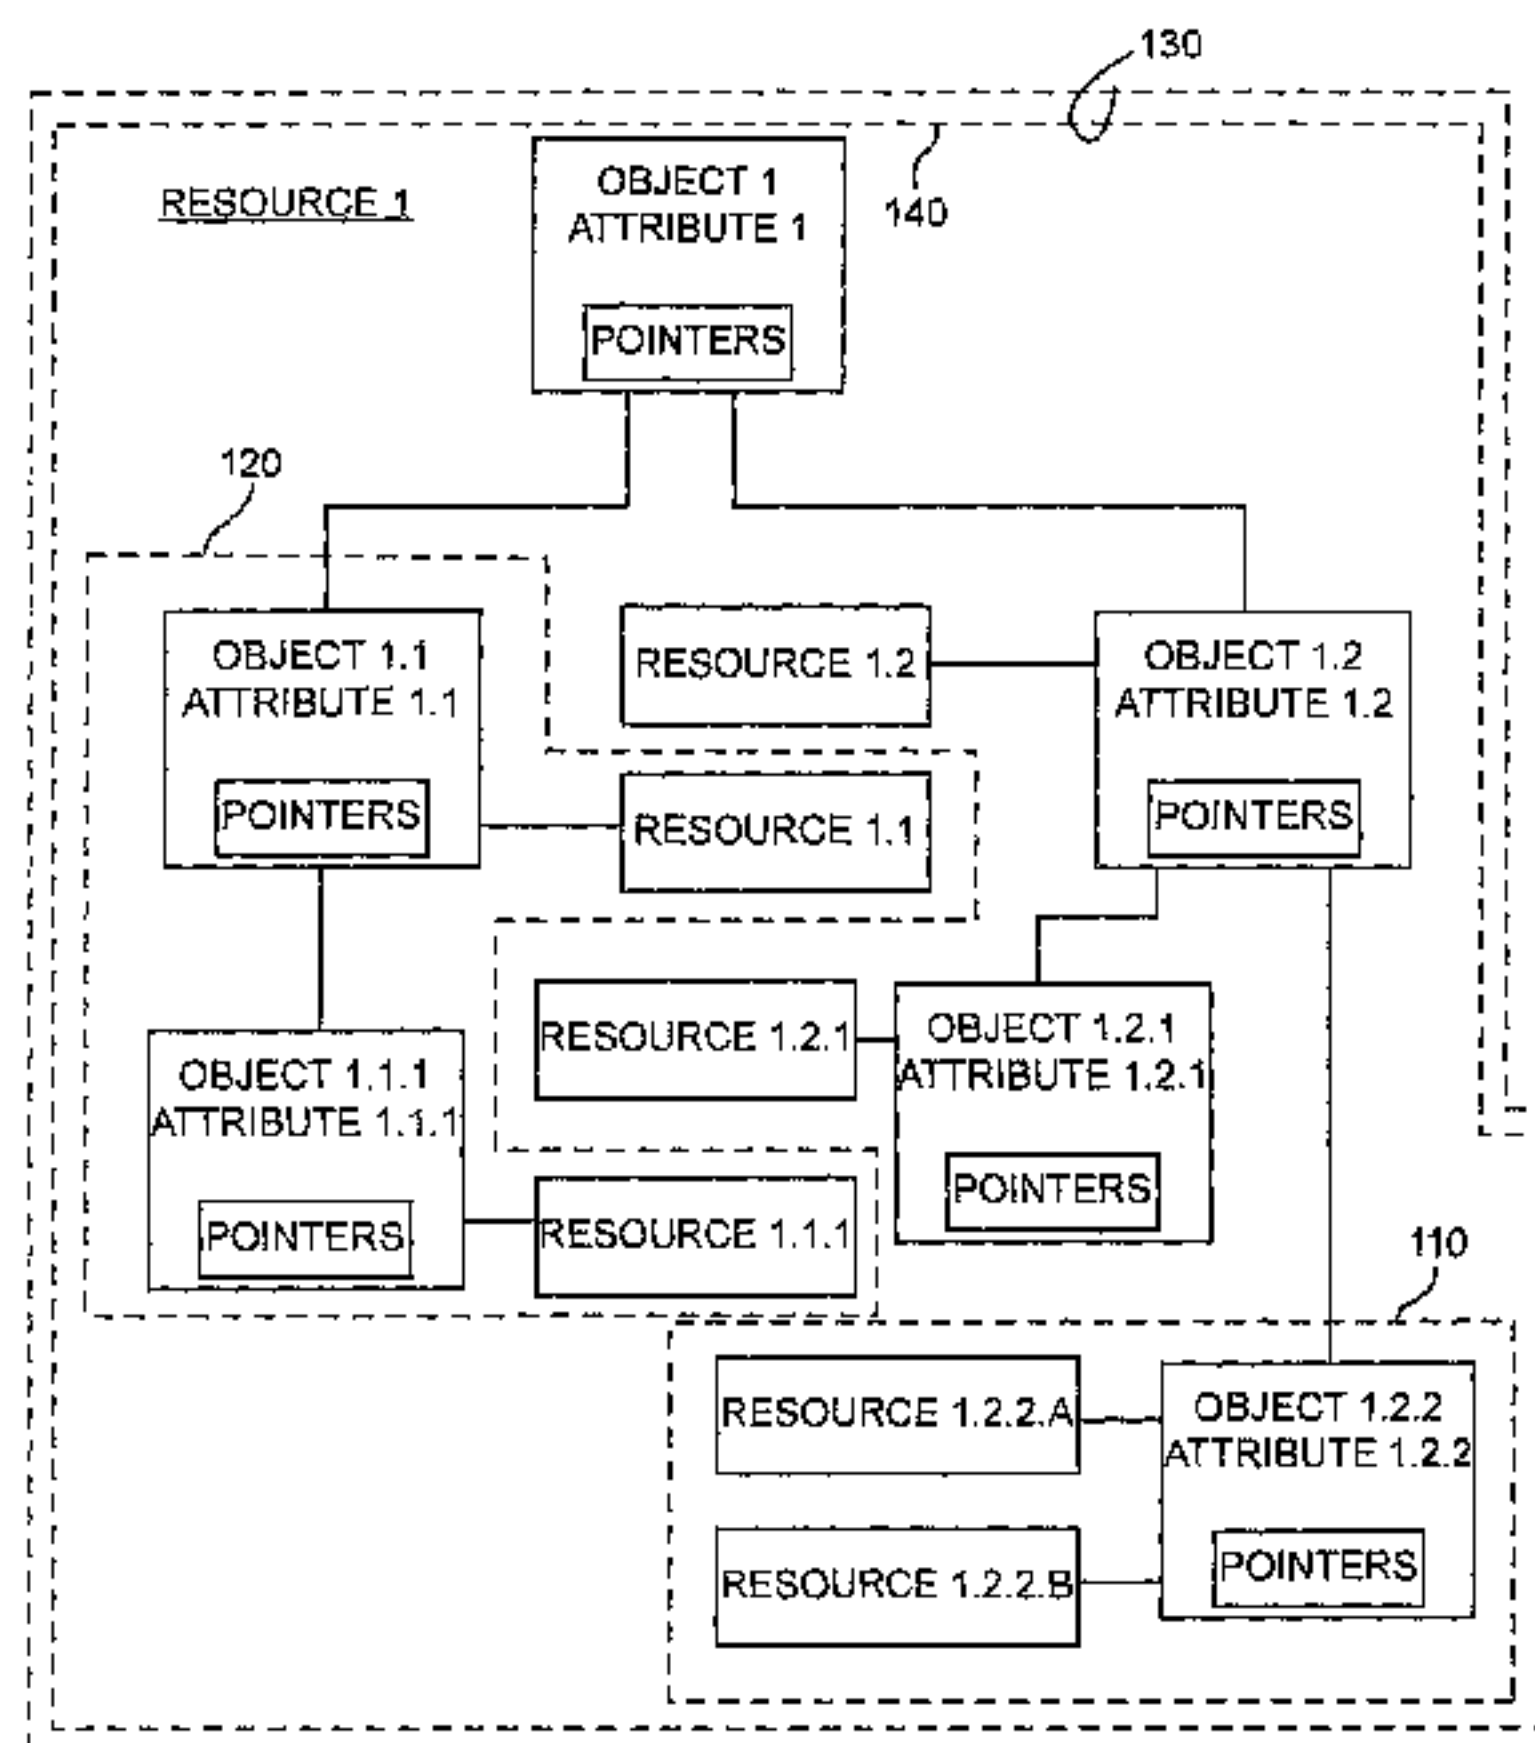 130
140
RESOURCE 1
OBJECT 1
ATTRIBUTE 1
POINTERS
120
OBJECT 1.1
ATTRIBUTE 1.1
POINTERS
RESOURCE 1.2
OBJECT 1.2
ATTRIBUTE 1.2
POINTERS
RESOURCE 1.1
RESOURCE 1.2.1
OBJECT 1.2.1
ATTRIBUTE 1.2.1
POINTERS
OBJECT 1.1.1
ATTRIBUTE 1.1.1
POINTERS
RESOURCE 1.1.1
110
RESOURCE 1.2.2.A
OBJECT 1.2.2
ATTRIBUTE 1.2.2
POINTERS
RESOURCE 1.2.2.B